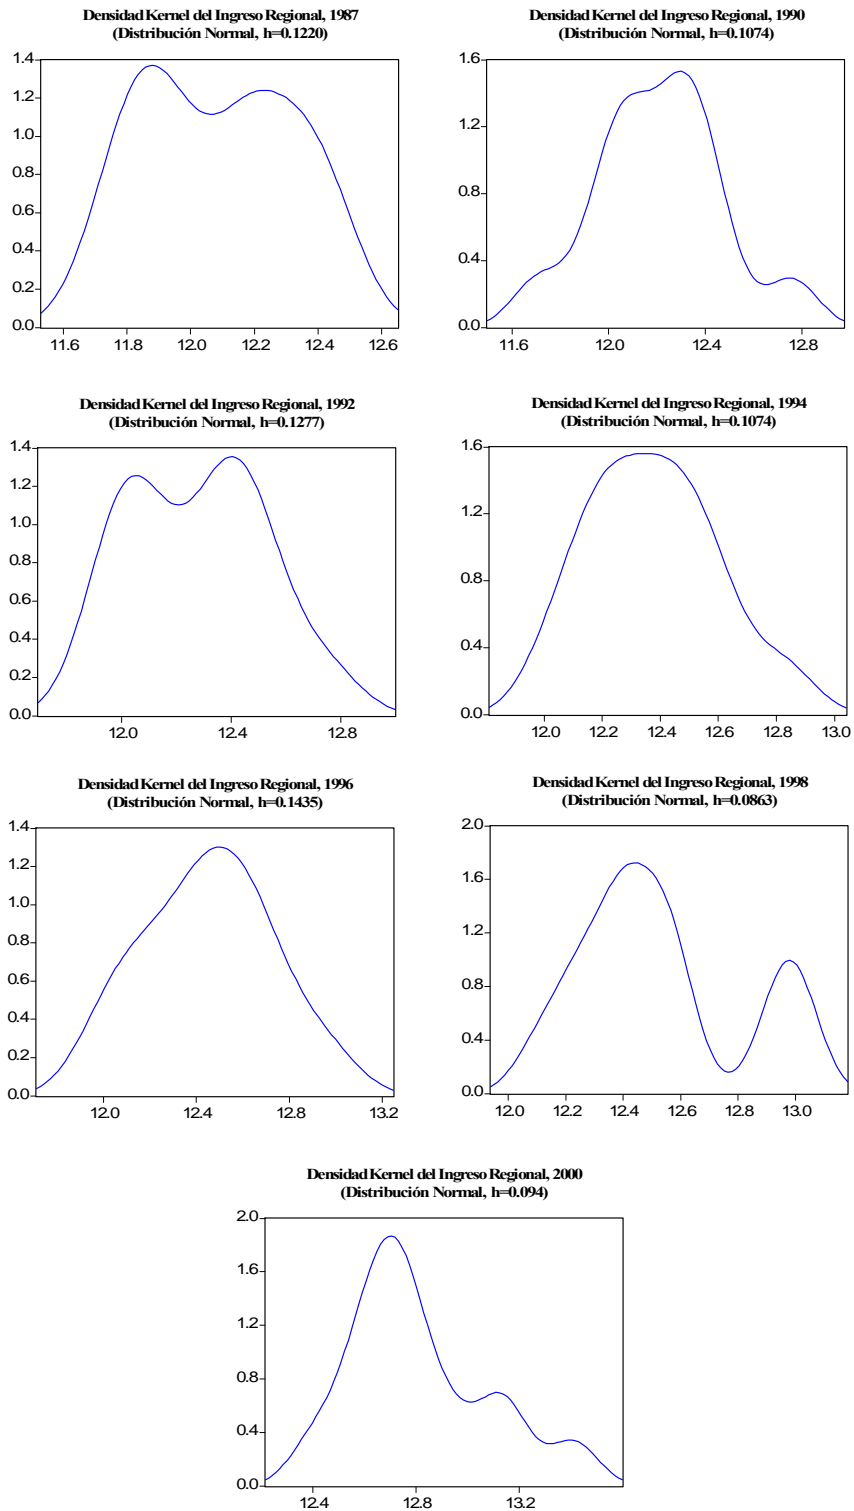 Densidad Kernel del Ingreso Regional, 1987
(Distribución Normal, h=0.1220)
1.4
1.2
1.0
0.8
0.6
0.4
0.2
0.0
11.6 11.8 12.0 12.2 12.4 12.6
Densidad Kernel del Ingreso Regional, 1990
(Distribución Normal, h=0.1074)
1.6
1.2
0.8
0.4
0.0
11.6 12.0 12.4 12.8
Densidad Kernel del Ingreso Regional, 1992
(Distribución Normal, h=0.1277)
1.4
1.2
1.0
0.8
0.6
0.4
0.2
0.0
12.0 12.4 12.8
Densidad Kernel del Ingreso Regional, 1994
(Distribución Normal, h=0.1074)
1.6
1.2
0.8
0.4
0.0
12.0 12.2 12.4 12.6 12.8 13.0
Densidad Kernel del Ingreso Regional, 1996
(Distribución Normal, h=0.1435)
1.4
1.2
1.0
0.8
0.6
0.4
0.2
0.0
12.0 12.4 12.8 13.2
Densidad Kernel del Ingreso Regional, 1998
(Distribución Normal, h=0.0863)
2.0
1.6
1.2
0.8
0.4
0.0
12.0 12.2 12.4 12.6 12.8 13.0
Densidad Kernel del Ingreso Regional, 2000
(Distribución Normal, h=0.094)
2.0
1.6
1.2
0.8
0.4
0.0
12.4 12.8 13.2